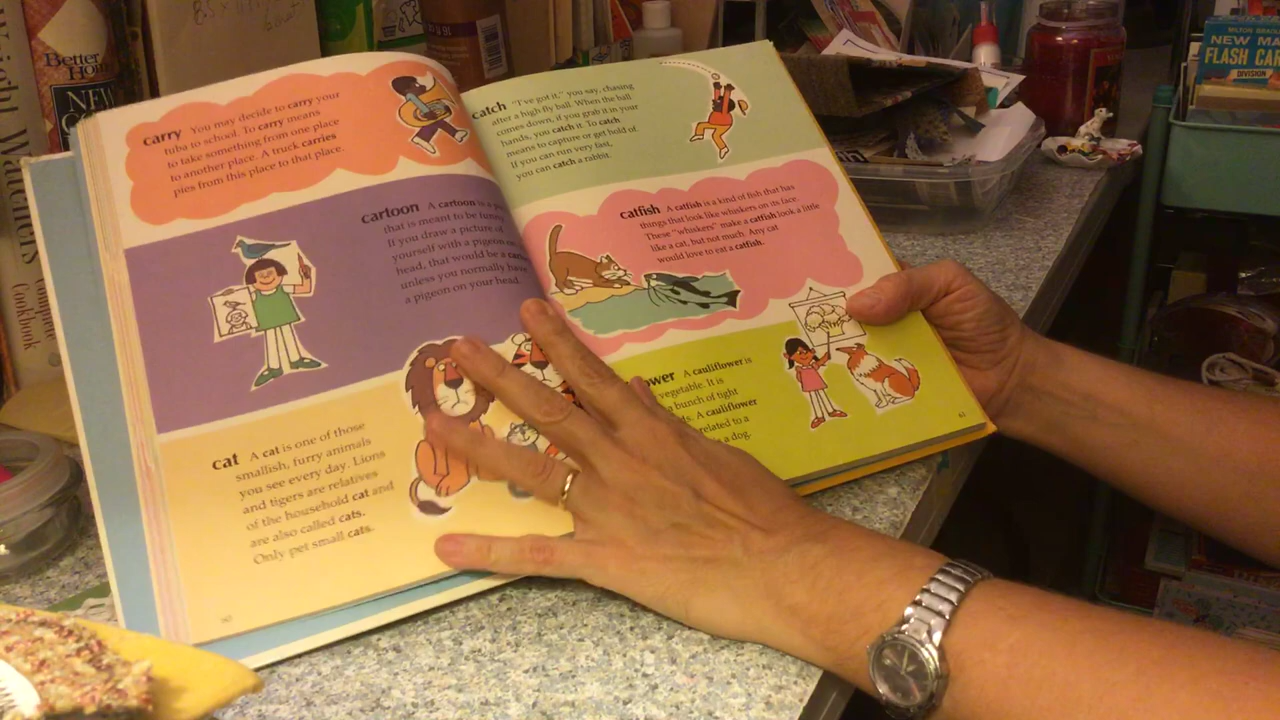 carry You may decide to carry your
tuba to school. To carry means
to take something from one place
to another place. A truck carries
pies from this place to that place.
cartoon A cartoon is a
that is meant to be funny.
If you draw a picture of
yourself with a pigeon on
head, that would be a
unless you normally have
a pigeon on your head.
cat A cat is one of those
smallish, furry animals
you see every day. Lions
and tigers are relatives
of the household cat and
are also called cats.
Only pet small cats.
catch "I've got it," you say, chasing
after a high fly ball. When the ball
comes down, if you grab it in your
hands, you catch it. To catch
means to capture or get hold of.
If you can run very fast,
you can catch a rabbit.
catfish A catfish is a kind of fish that has
things that look like whiskers on its face.
These "whiskers" make a catfish look a little
like a cat, but not much. Any cat
would love to eat a catfish.
A cauliflower is
vegetable. It is
bunch of tight
A cauliflower
related to a
is a dog.
61
Better
NEW
Weight Watchers
Complete
Cookbook
MILTON BRADLEY
NEW MA
FLASH CAR
DIVISION